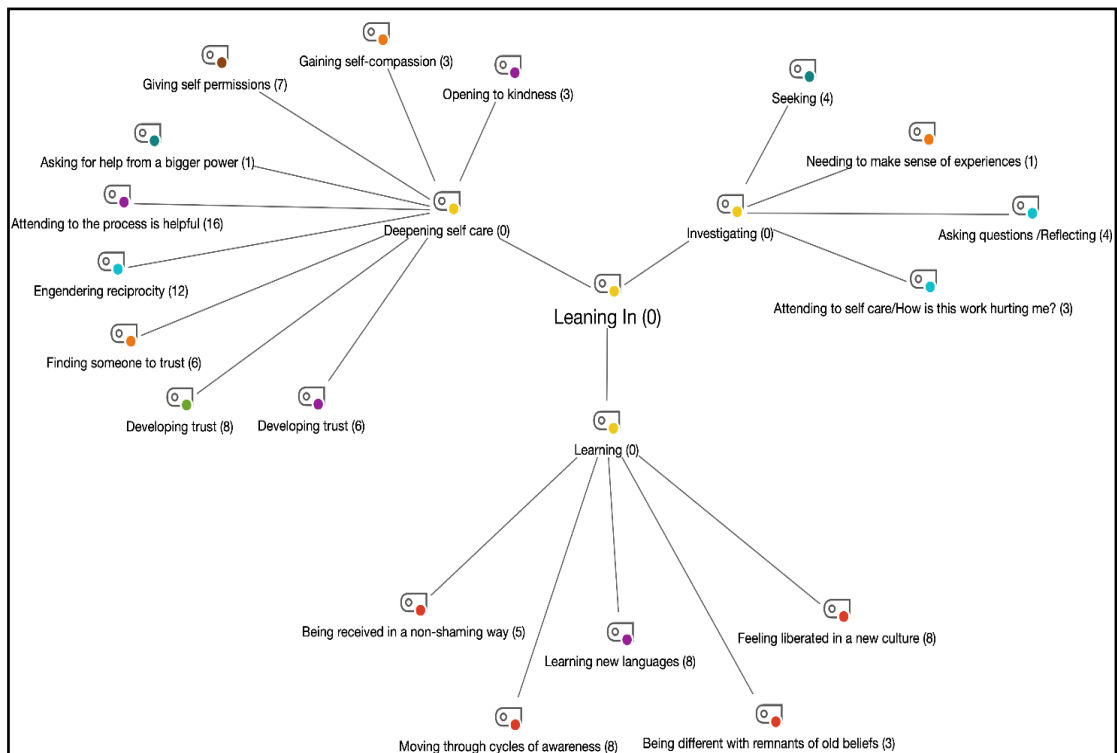 Gaining self-compassion (3)
Giving self permissions (7)
Opening to kindness (3)
Seeking (4)
Asking for help from a bigger power (1)
Needing to make sense of experiences (1)
Attending to the process is helpful (16)
Deepening self care (0)
Investigating (0)
Asking questions /Reflecting (4)
Engendering reciprocity (12)
Leaning In (0)
Attending to self care/How is this work hurting me? (3)
Finding someone to trust (6)
Developing trust (8)
Developing trust (6)
Learning (0)
Being received in a non-shaming way (5)
Learning new languages (8)
Feeling liberated in a new culture (8)
Moving through cycles of awareness (8)
Being different with remnants of old beliefs (3)